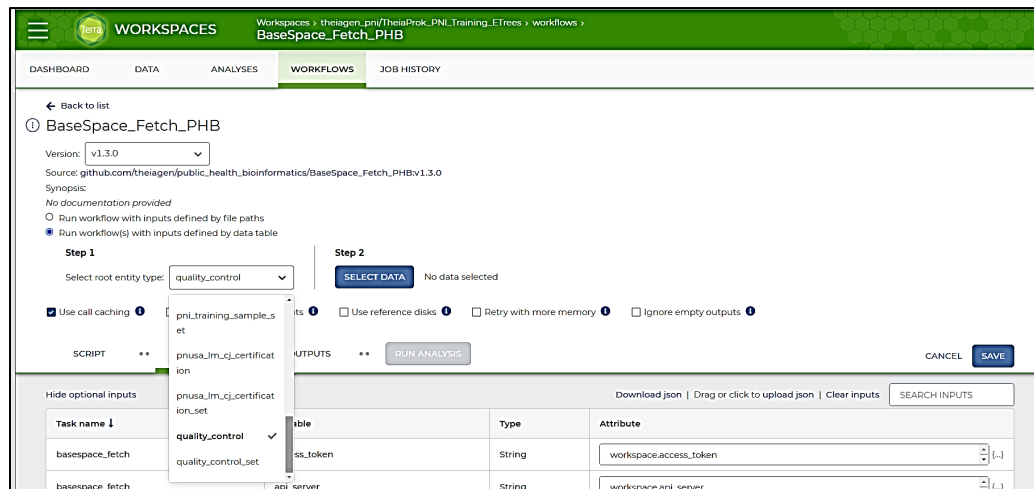 Terra
WORKSPACES
Workspaces › theiagen_pni/TheiaProk_PNI_Training_ETrees › workflows ›
BaseSpace_Fetch_PHB
DASHBOARD DATA ANALYSES WORKFLOWS JOB HISTORY
← Back to list
BaseSpace_Fetch_PHB
Version: v1.3.0
Source: github.com/theiagen/public_health_bioinformatics/BaseSpace_Fetch_PHB:v1.3.0
Synopsis:
No documentation provided
Run workflow with inputs defined by file paths
Run workflow(s) with inputs defined by data table
Step 1 Step 2
Select root entity type: quality_control SELECT DATA No data selected
Use call caching Use reference disks Retry with more memory Ignore empty outputs
pni_training_sample_s
et
pnusa_lm_cj_certificat
ion
pnusa_lm_cj_certificat
ion_set
quality_control
quality_control_set
SCRIPT OUTPUTS RUN ANALYSIS CANCEL SAVE
Hide optional inputs Download json | Drag or click to upload json | Clear inputs SEARCH INPUTS
Task name ↓ Type Attribute
basespace_fetch String workspace.access_token {...}
basespace_fetch api_server String workspace.api_server